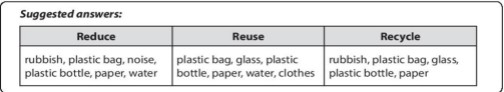 Suggested answers:
Reduce Reuse Recycle
rubbish, plastic bag, noise, plastic bag, glass, plastic rubbish, plastic bag, glass,
plastic bottle, paper, water bottle, paper, water, clothes plastic bottle, paper